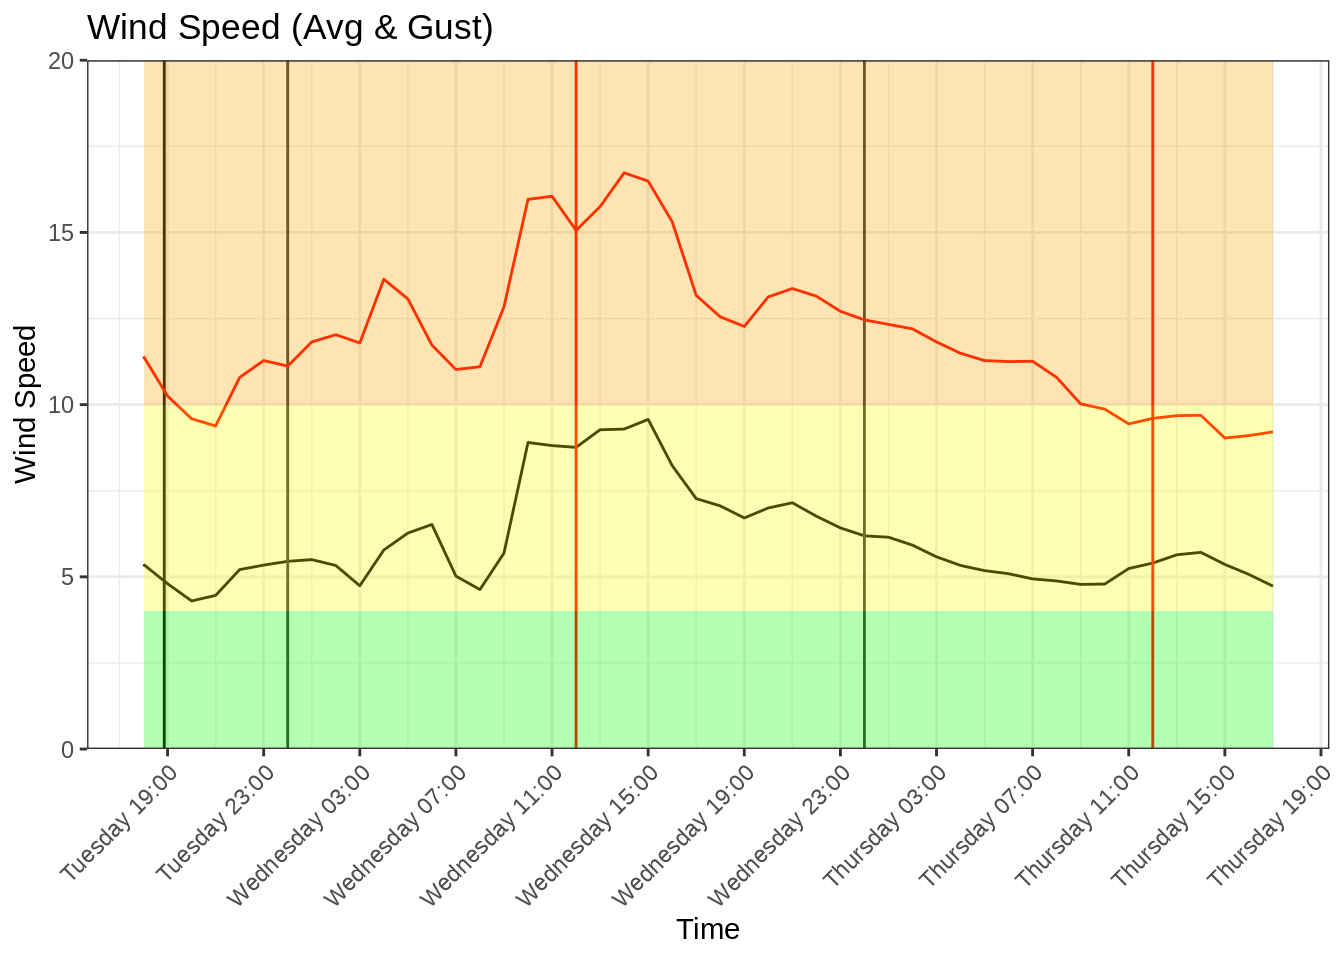 Wind Speed (Avg & Gust)
20
15
10
5
0
Wind Speed
Tuesday 19:00
Tuesday 23:00
Wednesday 03:00
Wednesday 07:00
Wednesday 11:00
Wednesday 15:00
Wednesday 19:00
Wednesday 23:00
Thursday 03:00
Thursday 07:00
Thursday 11:00
Thursday 15:00
Thursday 19:00
Time